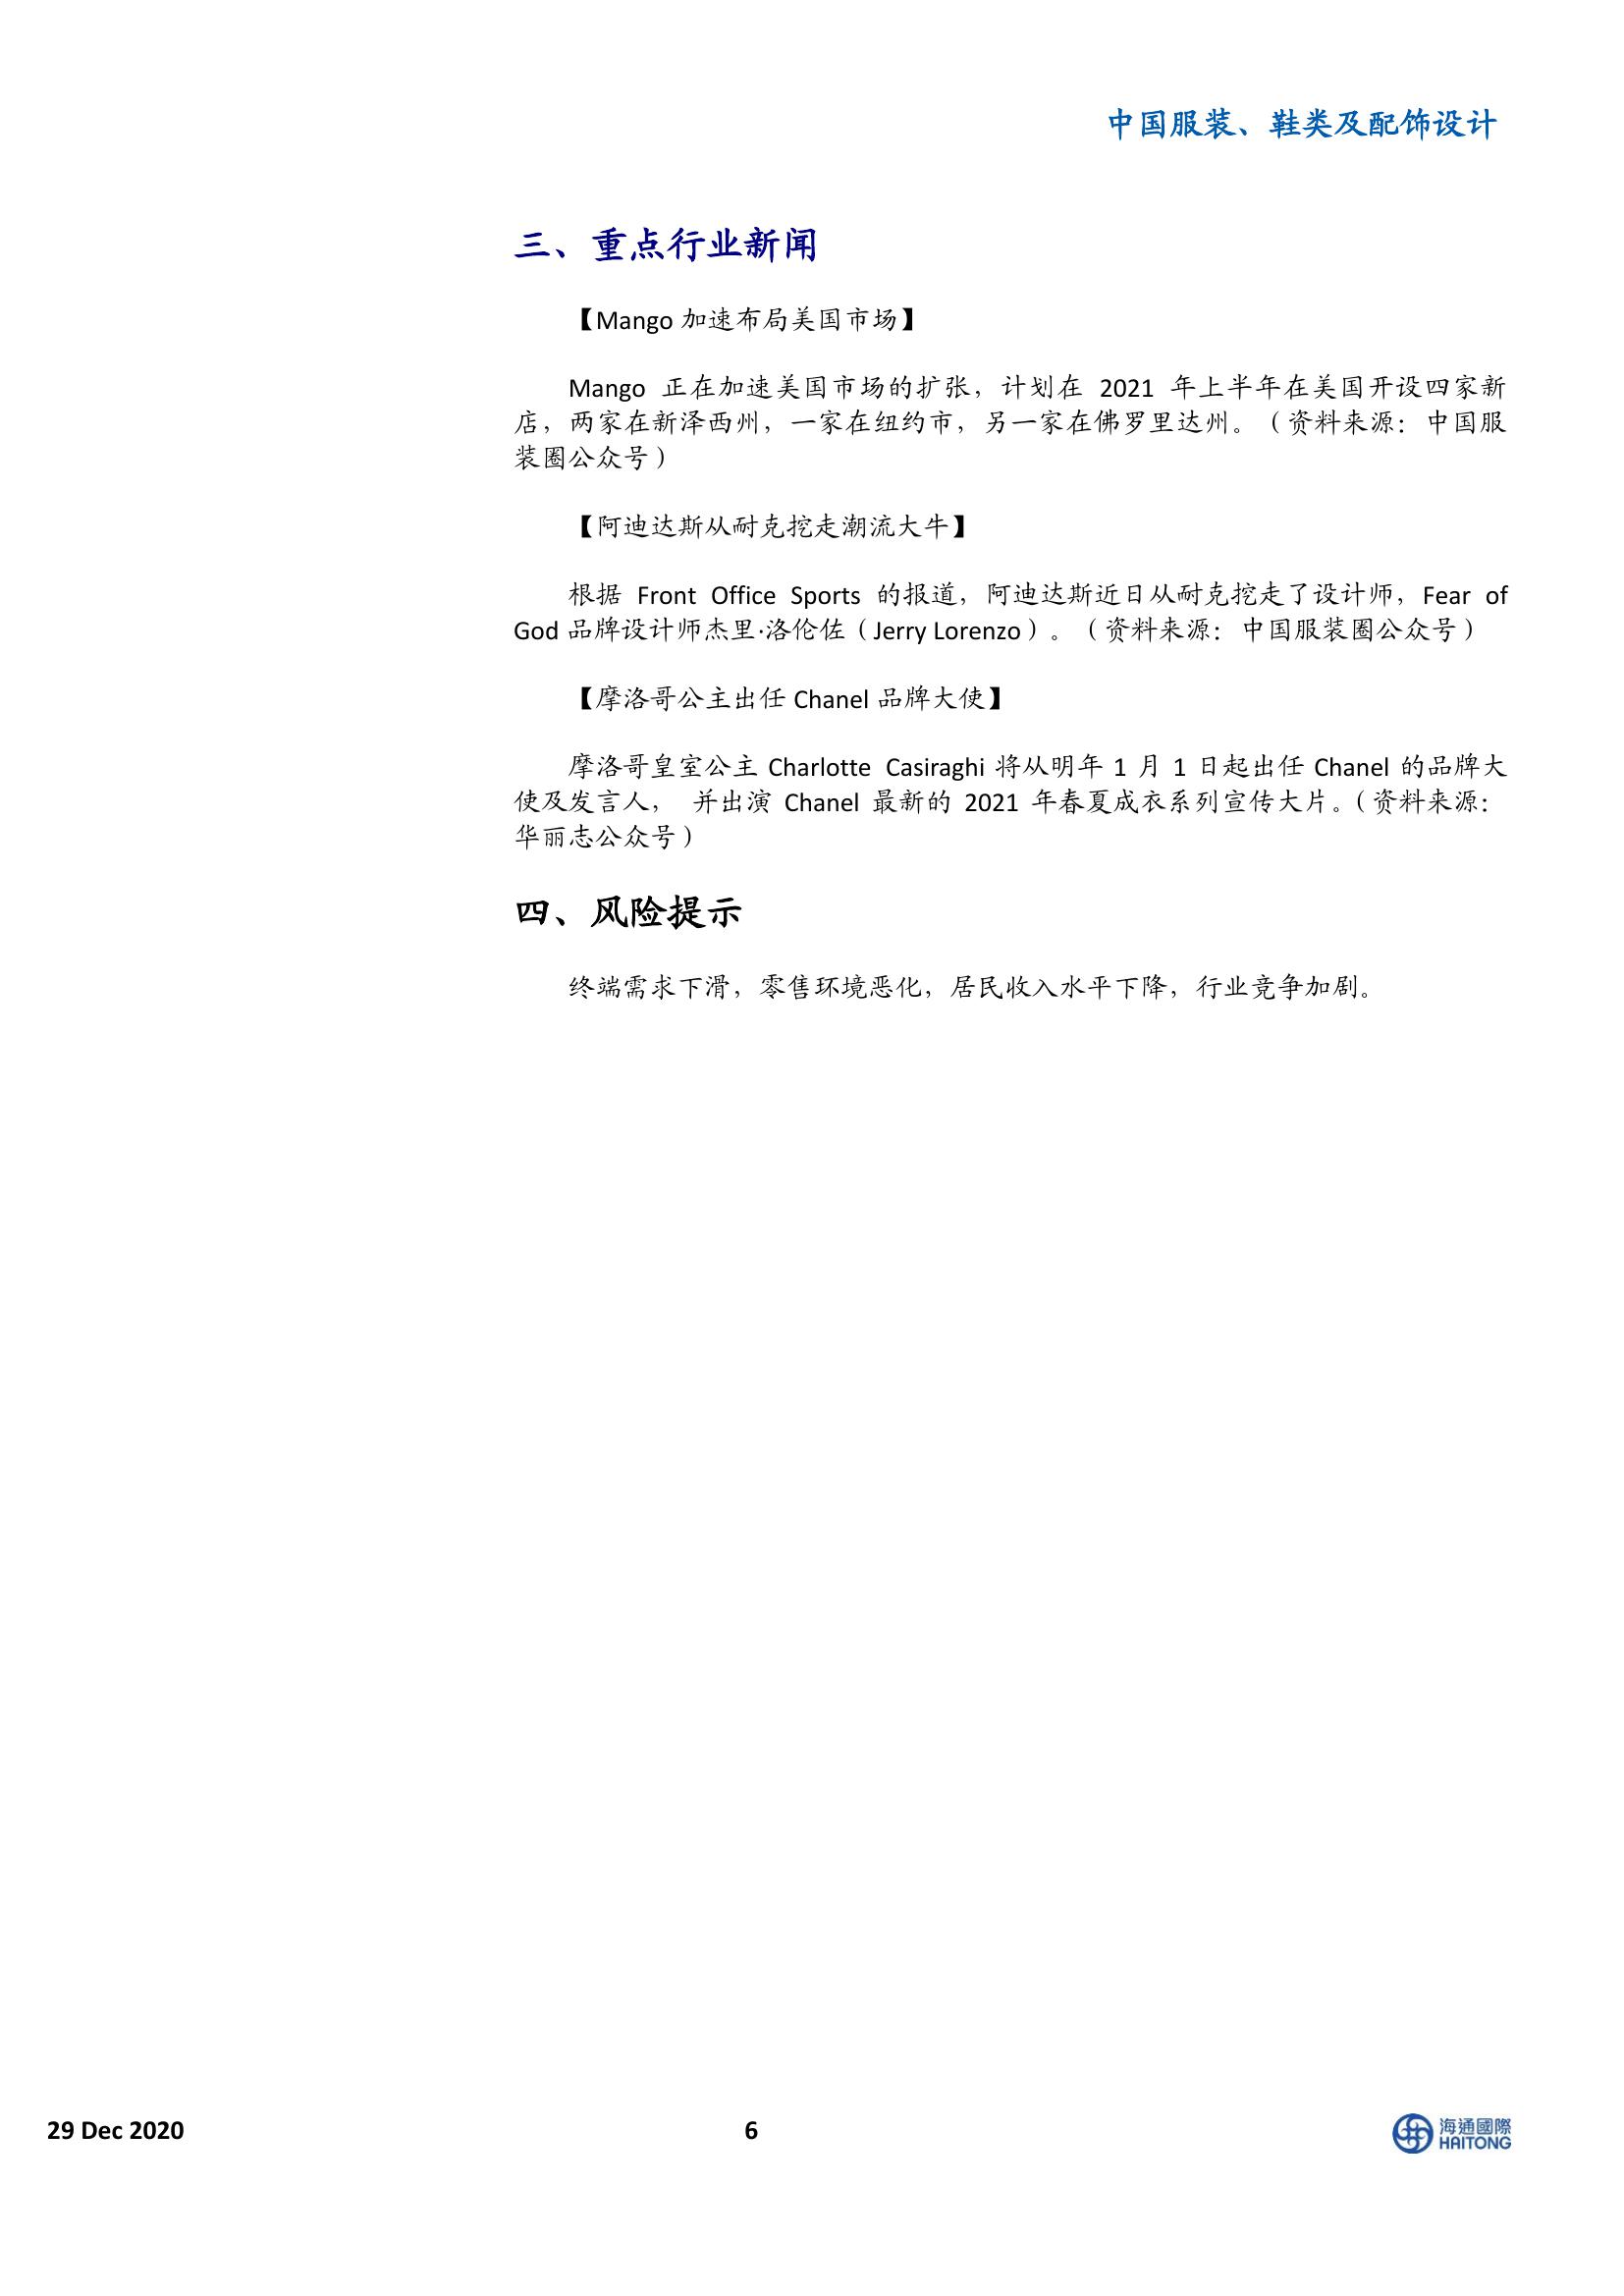 中国服装、鞋类及配饰设计
三、重点行业新闻
【Mango 加速布局美国市场】
Mango 正在加速美国市场的扩张，计划在 2021 年上半年在美国开设四家新
店，两家在新泽西州，一家在纽约市，另一家在佛罗里达州。（资料来源：中国服
装圈公众号）
【阿迪达斯从耐克挖走潮流大牛】
根据 Front Office Sports 的报道，阿迪达斯近日从耐克挖走了设计师，Fear of
God 品牌设计师杰里·洛伦佐（Jerry Lorenzo）。（资料来源：中国服装圈公众号）
【摩洛哥公主出任 Chanel 品牌大使】
摩洛哥皇室公主 Charlotte Casiraghi 将从明年 1 月 1 日起出任 Chanel 的品牌大
使及发言人， 并出演 Chanel 最新的 2021 年春夏成衣系列宣传大片。（资料来源：
华丽志公众号）
四、风险提示
终端需求下滑，零售环境恶化，居民收入水平下降，行业竞争加剧。
29 Dec 2020
6
海通國際
HAITONG